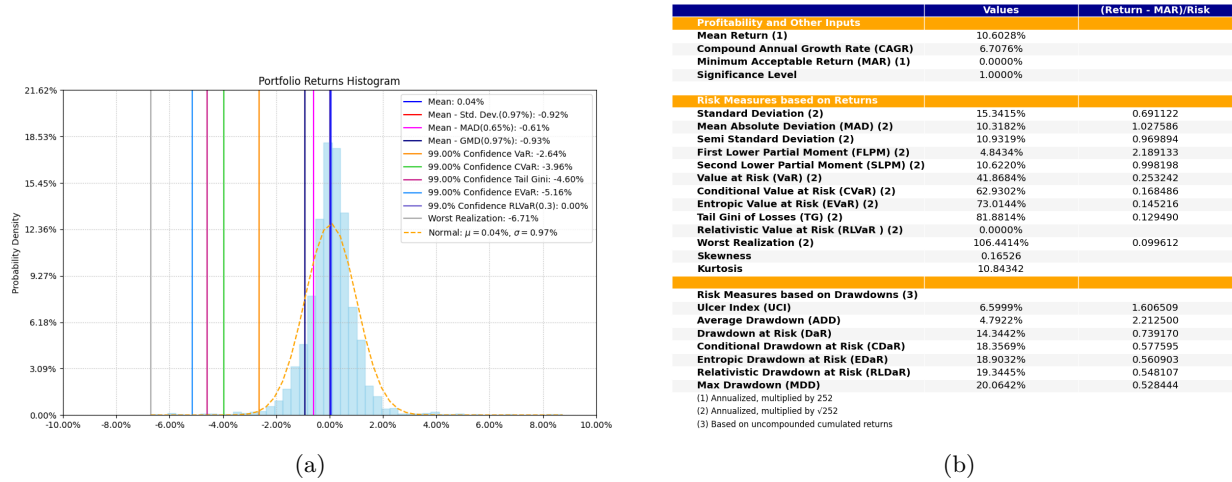 Portfolio Returns Histogram
21.62%
18.53%
15.45%
12.36%
9.27%
6.18%
3.09%
0.00%
Probability Density
-10.00% -8.00% -6.00% -4.00% -2.00% 0.00% 2.00% 4.00% 6.00% 8.00% 10.00%
Mean: 0.04%
Mean - Std. Dev.(0.97%): -0.92%
Mean - MAD(0.65%): -0.61%
Mean - GMD(0.97%): -0.93%
99.00% Confidence VaR: -2.64%
99.00% Confidence CVaR: -3.96%
99.00% Confidence Tail Gini: -4.60%
99.00% Confidence EVaR: -5.16%
99.0% Confidence RLVaR(0.3): 0.00%
Worst Realization: -6.71%
Normal: μ = 0.04%, σ = 0.97%
(a)
Values (Return - MAR)/Risk
Profitability and Other Inputs
Mean Return (1) 10.6028%
Compound Annual Growth Rate (CAGR) 6.7076%
Minimum Acceptable Return (MAR) (1) 0.0000%
Significance Level 1.0000%
Risk Measures based on Returns
Standard Deviation (2) 15.3415% 0.691122
Mean Absolute Deviation (MAD) (2) 10.3182% 1.027586
Semi Standard Deviation (2) 10.9319% 0.969894
First Lower Partial Moment (FLPM) (2) 4.8434% 2.189133
Second Lower Partial Moment (SLPM) (2) 10.6220% 0.998198
Value at Risk (VaR) (2) 41.8684% 0.253242
Conditional Value at Risk (CVaR) (2) 62.9302% 0.168486
Entropic Value at Risk (EVaR) (2) 73.0144% 0.145216
Tail Gini of Losses (TG) (2) 81.8814% 0.129490
Relativistic Value at Risk (RLVaR ) (2) 0.0000%
Worst Realization (2) 106.4414% 0.099612
Skewness 0.16526
Kurtosis 10.84342
Risk Measures based on Drawdowns (3)
Ulcer Index (UCI) 6.5999% 1.606509
Average Drawdown (ADD) 4.7922% 2.212500
Drawdown at Risk (DaR) 14.3442% 0.739170
Conditional Drawdown at Risk (CDaR) 18.3569% 0.577595
Entropic Drawdown at Risk (EDaR) 18.9032% 0.560903
Relativistic Drawdown at Risk (RLDaR) 19.3445% 0.548107
Max Drawdown (MDD) 20.0642% 0.528444
(1) Annualized, multiplied by 252
(2) Annualized, multiplied by √252
(3) Based on uncompounded cumulated returns
(b)